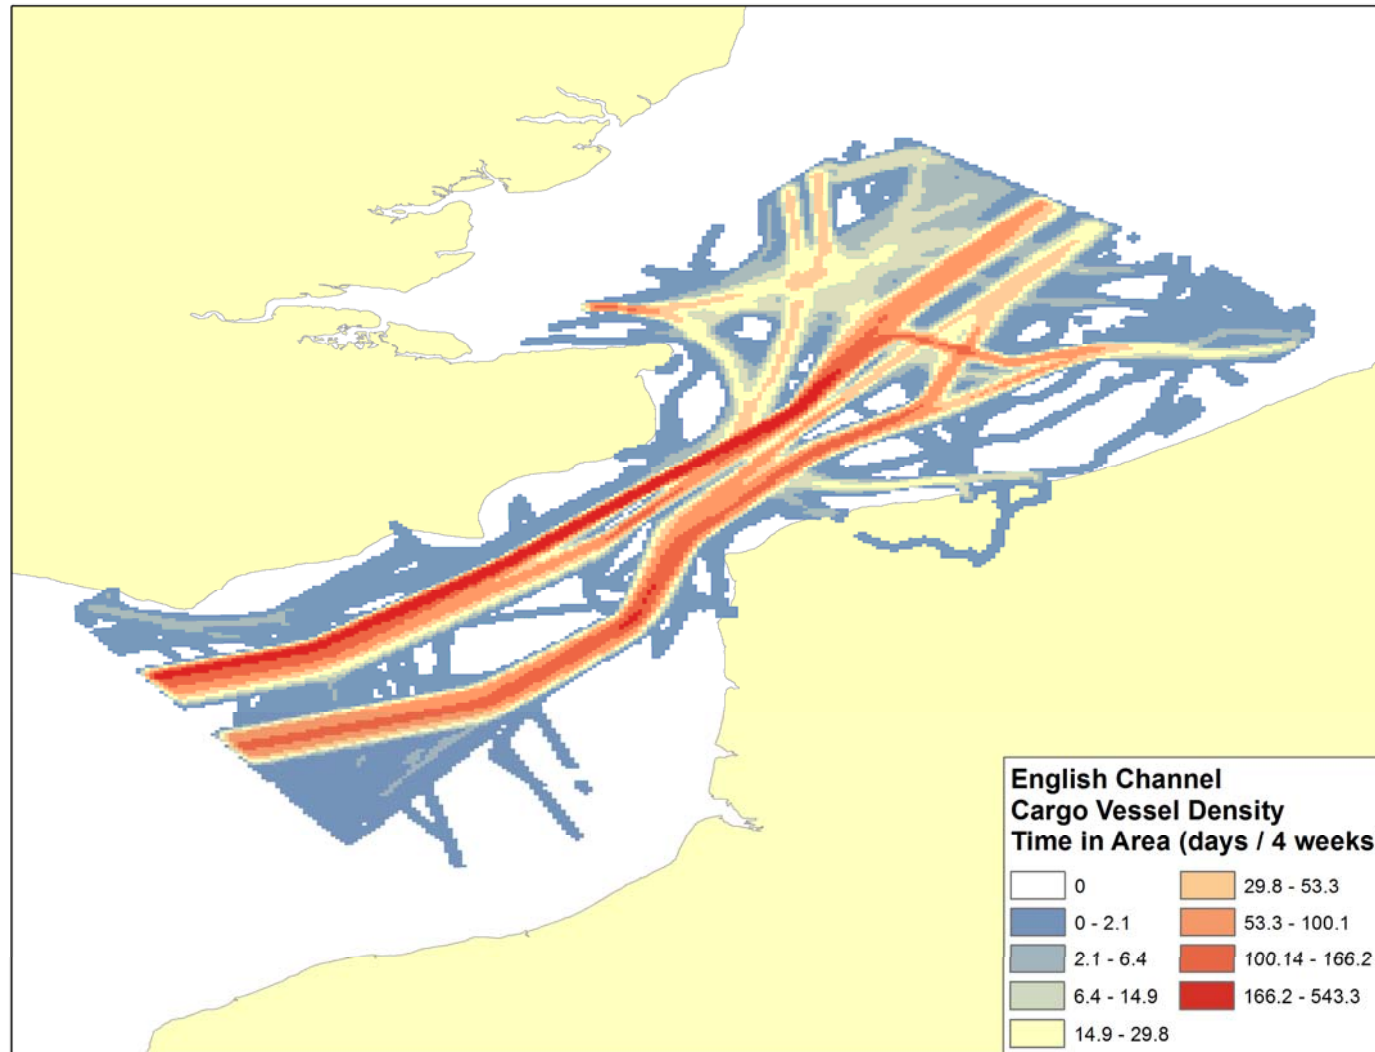 English Channel
Cargo Vessel Density
Time in Area (days / 4 weeks
0
0 - 2.1
2.1 - 6.4
6.4 - 14.9
14.9 - 29.8
29.8 - 53.3
53.3 - 100.1
100.14 - 166.2
166.2 - 543.3